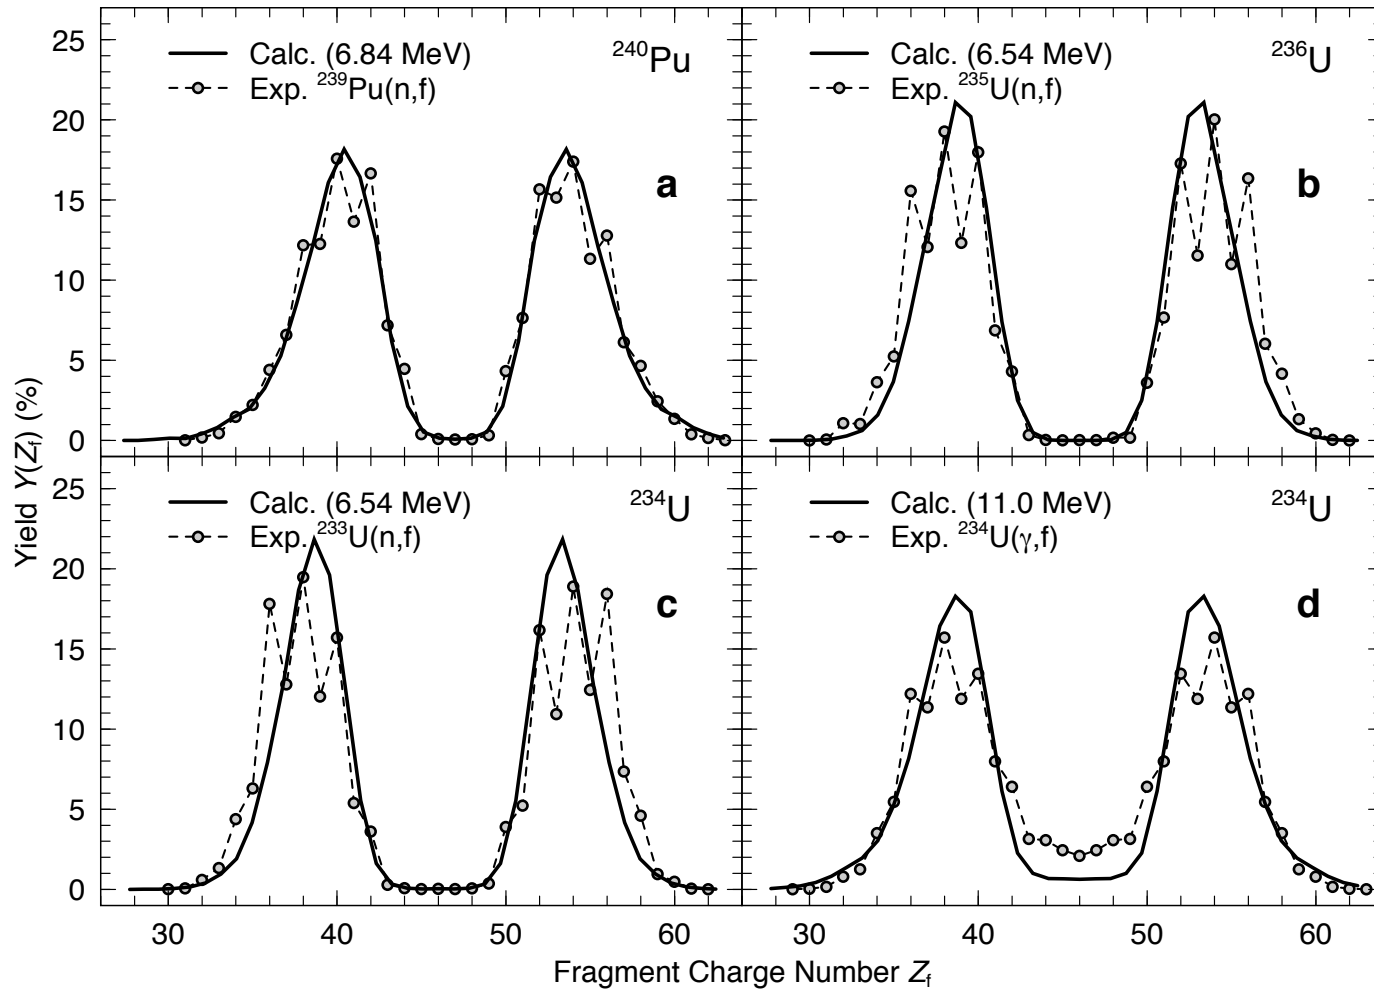 25
20
15
10
5
0
Calc. (6.84 MeV)
Exp. ²³⁹Pu(n,f)
²⁴⁰Pu
a
Calc. (6.54 MeV)
Exp. ²³⁵U(n,f)
²³⁶U
b
25
20
15
10
5
0
Calc. (6.54 MeV)
Exp. ²³³U(n,f)
²³⁴U
c
Calc. (11.0 MeV)
Exp. ²³⁴U(γ,f)
²³⁴U
d
30 40 50 60 30 40 50 60
Yield Y(Z_f) (%)
Fragment Charge Number Z_f